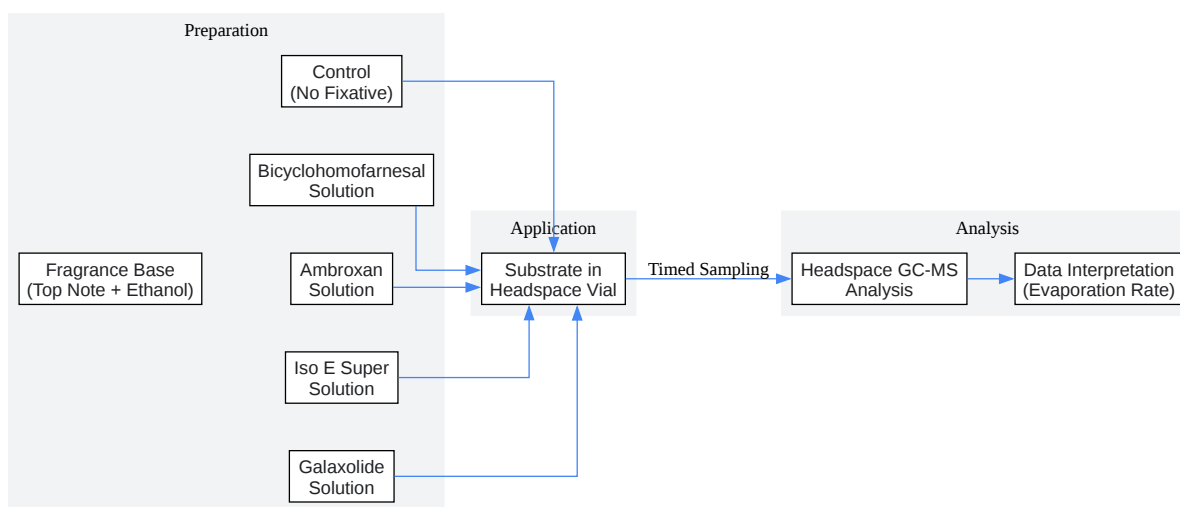 Preparation
Control
(No Fixative)
Bicyclohomofarnesal
Solution
Fragrance Base
(Top Note + Ethanol)
Ambroxan
Solution
Iso E Super
Solution
Galaxolide
Solution
Application
Substrate in
Headspace Vial
Timed Sampling
Analysis
Headspace GC-MS
Analysis
Data Interpretation
(Evaporation Rate)